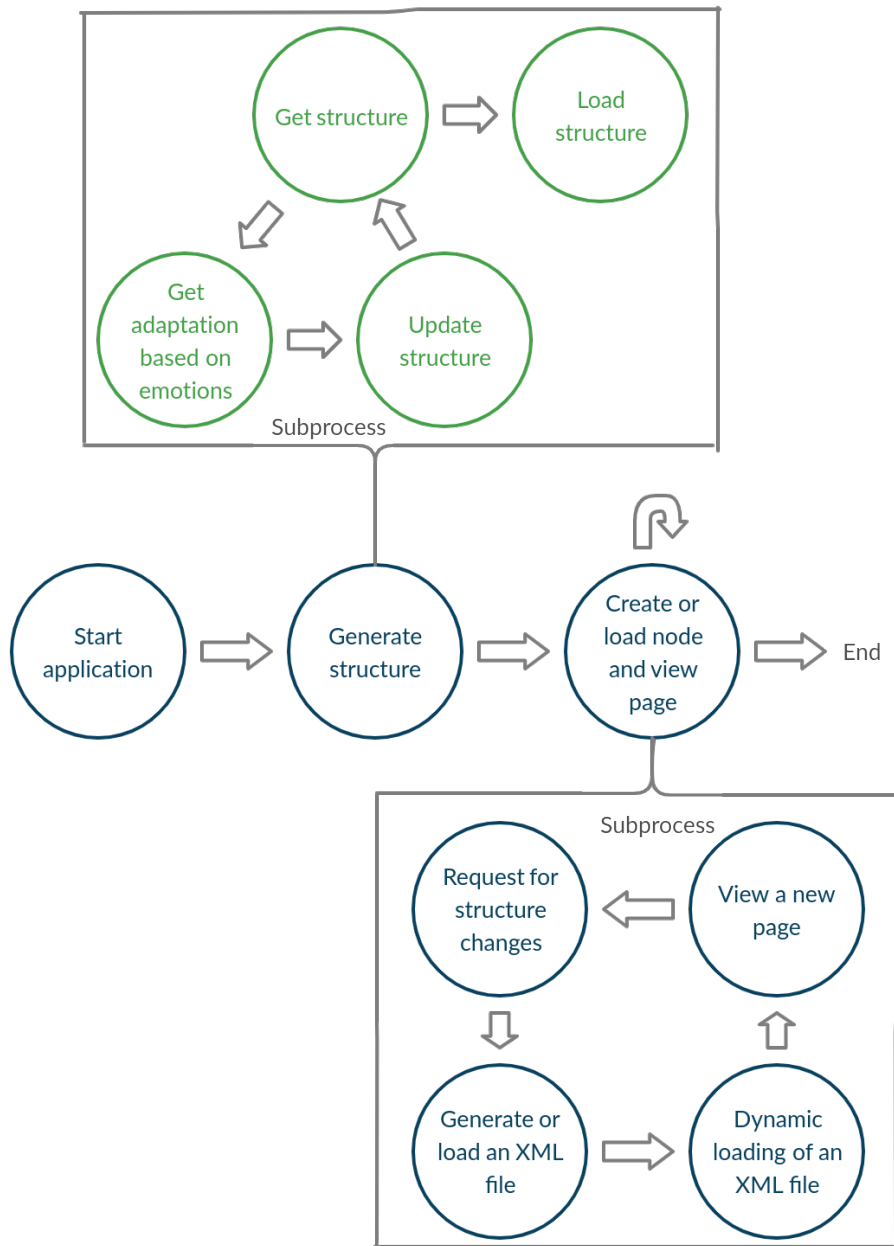 Get structure
Load
structure
Get
adaptation
based on
emotions
Update
structure
Subprocess
Start
application
Generate
structure
Create or
load node
and view
page
End
Subprocess
Request for
structure
changes
View a new
page
Generate or
load an XML
file
Dynamic
loading of an
XML file